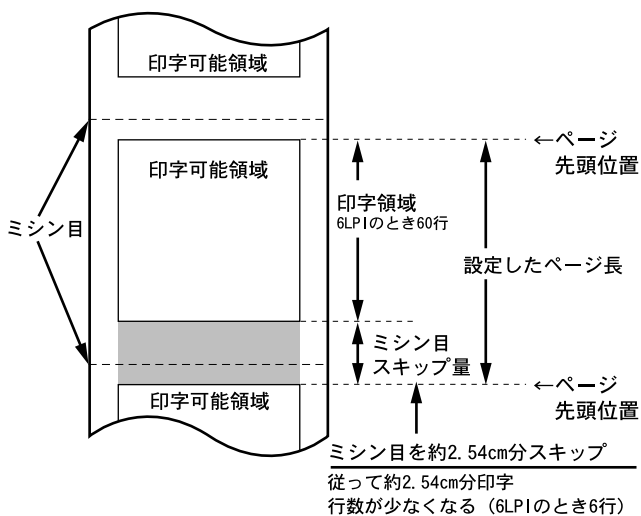 印字可能領域
←ページ
先頭位置
印字可能領域
印字領域
6LPIのとき60行
ミシン目
設定したページ長
ミシン目
スキップ量
←ページ
先頭位置
印字可能領域
ミシン目を約2.54cm分スキップ
従って約2.54cm分印字
行数が少なくなる（6LPIのとき6行）